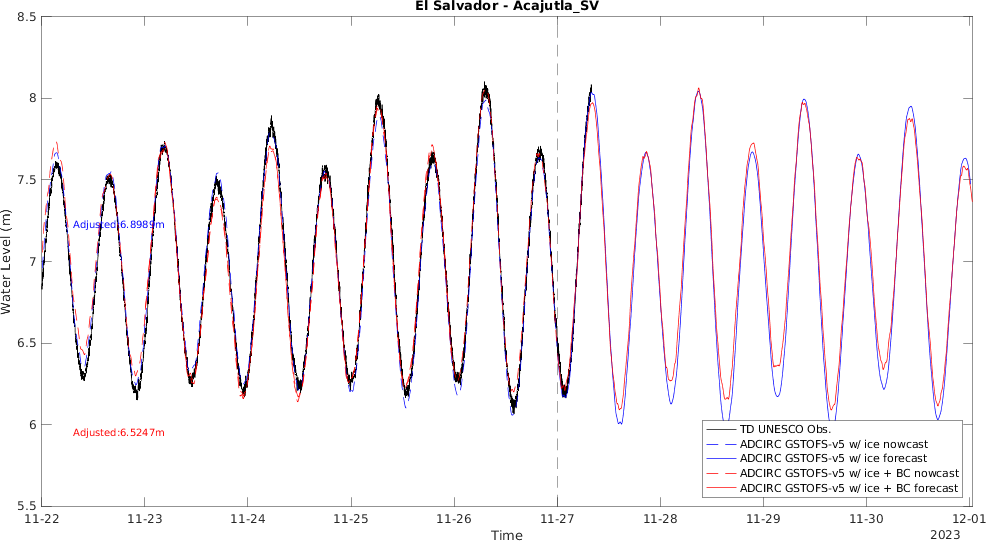 El Salvador - Acajutla_SV
8.5
8
7.5
7
6.5
6
5.5
Water Level (m)
Adjusted:6.8989m
Adjusted:6.5247m
TD UNESCO Obs.
ADCIRC GSTOFS-v5 w/ ice nowcast
ADCIRC GSTOFS-v5 w/ ice forecast
ADCIRC GSTOFS-v5 w/ ice + BC nowcast
ADCIRC GSTOFS-v5 w/ ice + BC forecast
11-22 11-23 11-24 11-25 11-26 11-27 11-28 11-29 11-30 12-01
Time
2023